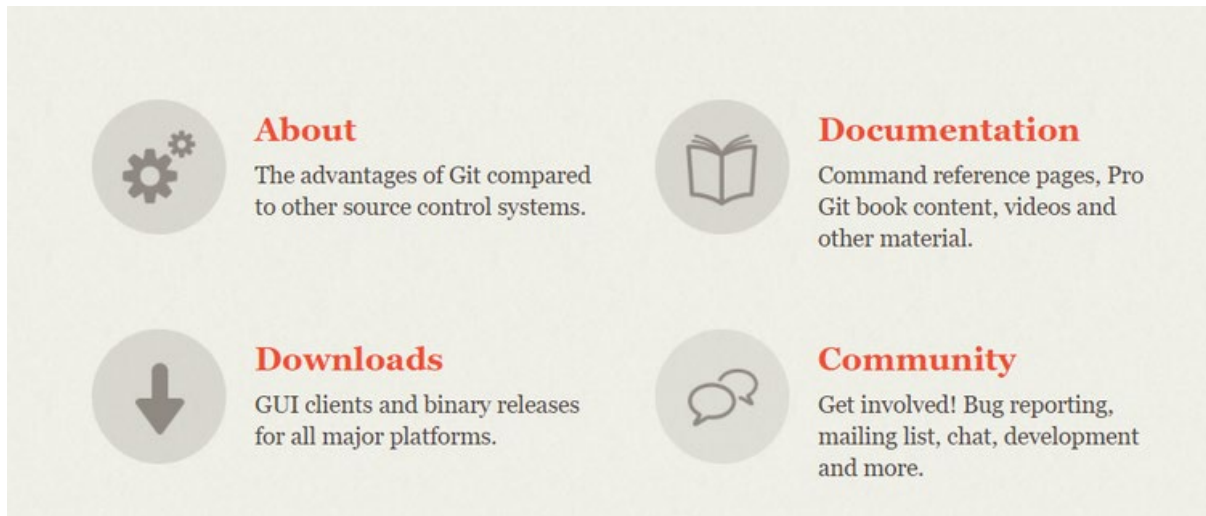 About
The advantages of Git compared
to other source control systems.
Documentation
Command reference pages, Pro
Git book content, videos and
other material.
Downloads
GUI clients and binary releases
for all major platforms.
Community
Get involved! Bug reporting,
mailing list, chat, development
and more.